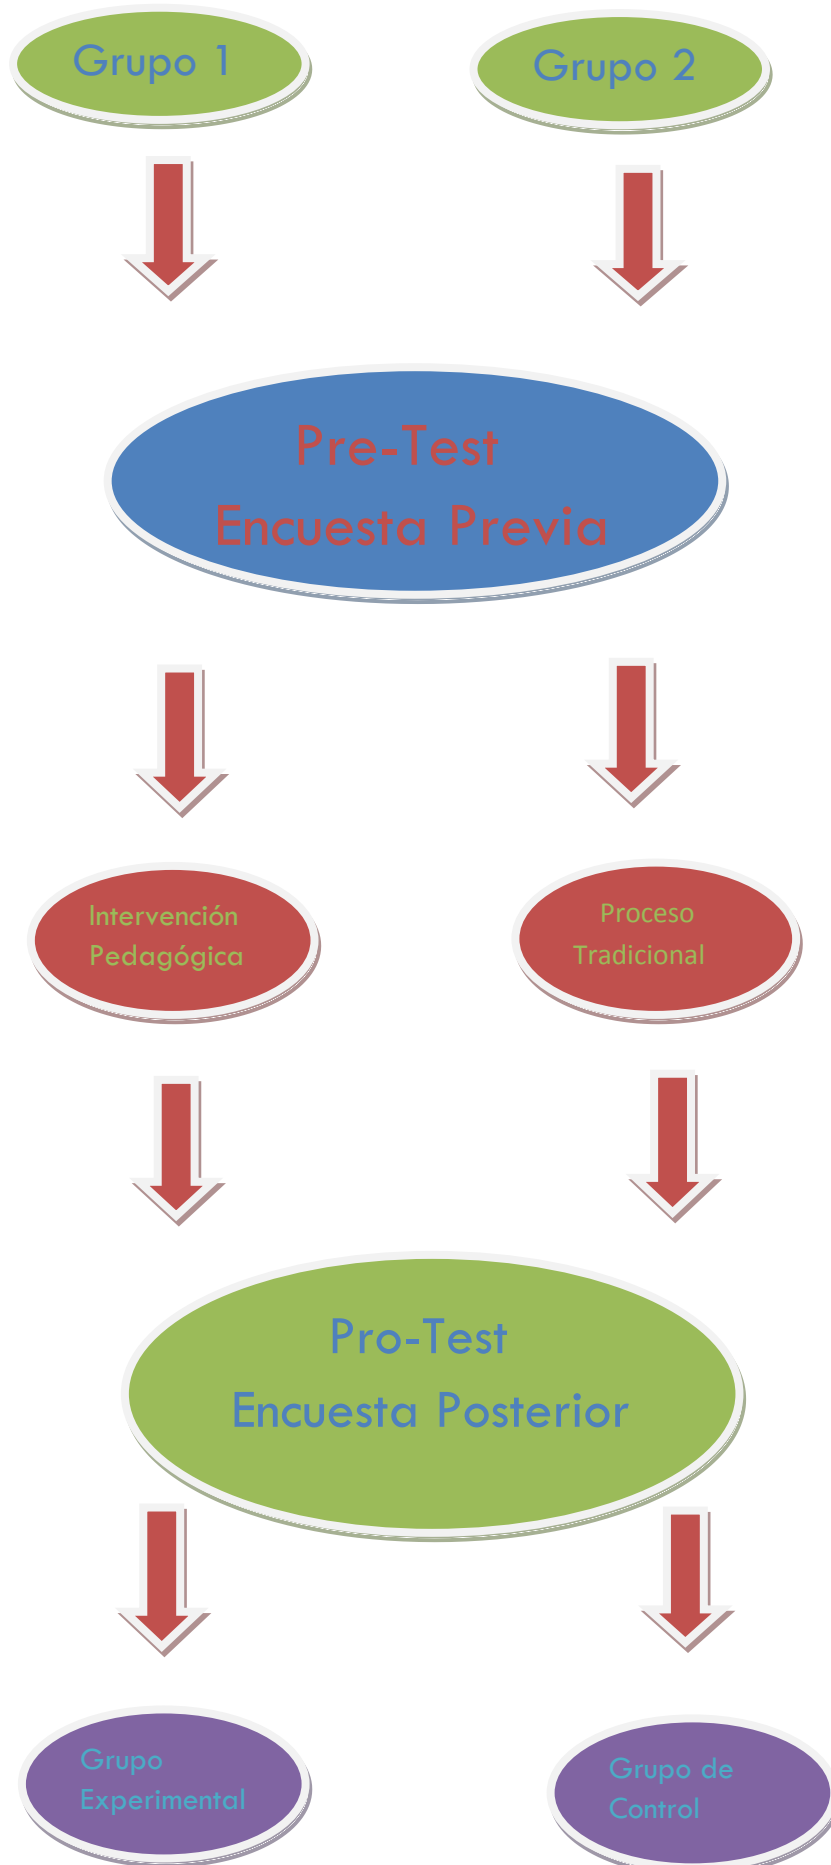 Grupo 1
Grupo 2
Pre-Test
Encuesta Previa
Intervención
Pedagógica
Proceso
Tradicional
Pro-Test
Encuesta Posterior
Grupo
Experimental
Grupo de
Control